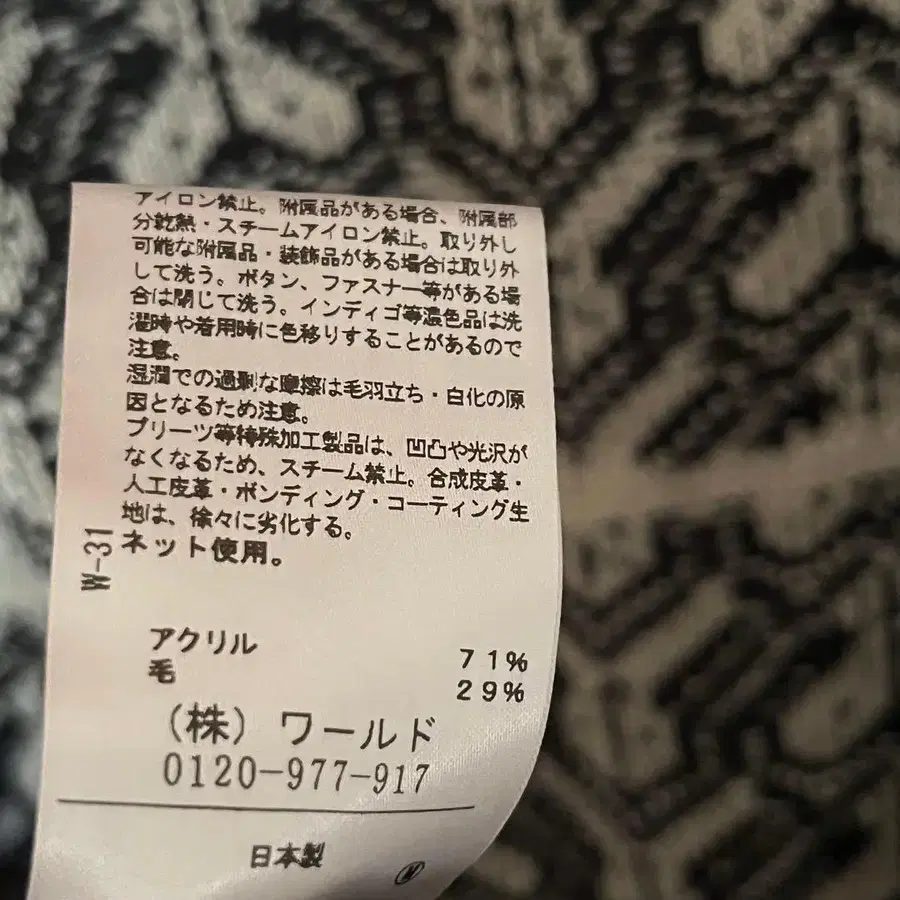 アイロン禁止。附属品がある場合、附属部
分乾熱・スチームアイロン禁止。取り外し
可能な附属品・装飾品がある場合は取り外
して洗う。ボタン、ファスナー等がある場
合は閉じて洗う。インディゴ等濃色品は洗
濯時や着用時に色移りすることがあるので
注意。
湿潤での過剰な摩擦は毛羽立ち・白化の原
因となるため注意。
プリーツ等特殊加工製品は、凹凸や光沢が
なくなるため、スチーム禁止。合成皮革・
人工皮革・ボンディング・コーティング生
地は、徐々に劣化する。
ネット使用。
W-31
アクリル 71%
毛 29%
(株) ワールド
0120-977-917
日本製